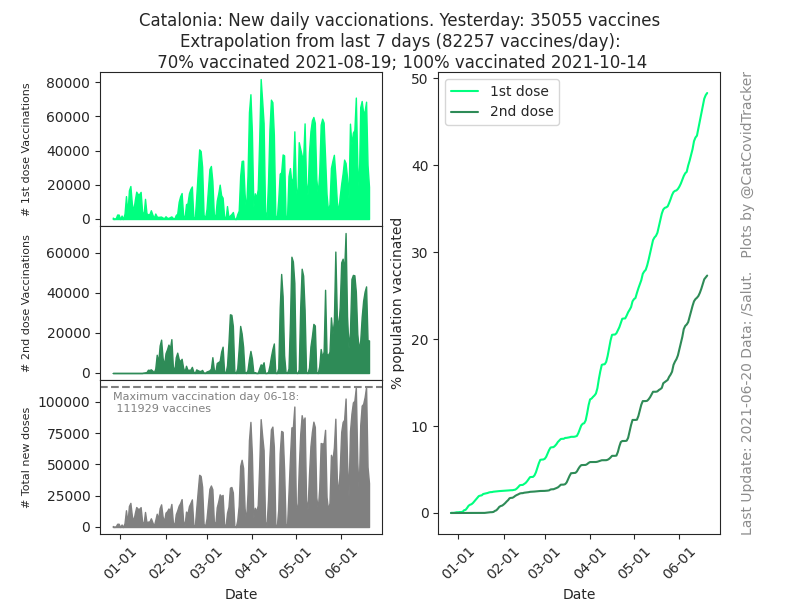 Catalonia: New daily vaccionations. Yesterday: 35055 vaccines
Extrapolation from last 7 days (82257 vaccines/day):
70% vaccinated 2021-08-19; 100% vaccinated 2021-10-14
# 1st dose Vaccinations
80000
60000
40000
20000
0
# 2nd dose Vaccinations
60000
40000
20000
0
# Total new doses
100000
75000
50000
25000
0
Maximum vaccination day 06-18:
111929 vaccines
01-01
02-01
03-01
04-01
05-01
06-01
Date
% population vaccinated
50
40
30
20
10
0
1st dose
2nd dose
01-01
02-01
03-01
04-01
05-01
06-01
Date
Last Update: 2021-06-20 Data: /Salut. Plots by @CatCovidTracker